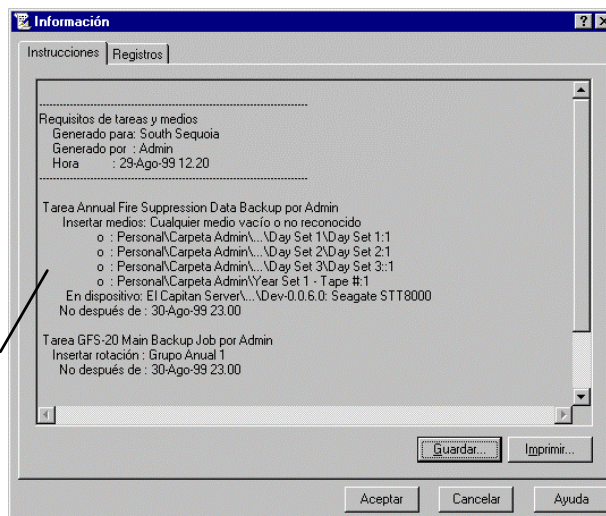 Información
Instrucciones Registros
Requisitos de tareas y medios
Generado para: South Sequoia
Generado por : Admin
Hora : 29-Ago-99 12.20
Tarea Annual Fire Suppression Data Backup por Admin
Insertar medios: Cualquier medio vacío o no reconocido
o : Personal\Carpeta Admin\...\Day Set 1\Day Set 1:1
o : Personal\Carpeta Admin\...\Day Set 2\Day Set 2:1
o : Personal\Carpeta Admin\...\Day Set 3\Day Set 3::1
o : Personal\Carpeta Admin\Year Set 1 - Tape #:1
En dispositivo: El Capitan Server\...\Dev-0.0.6.0: Seagate STT8000
No después de : 30-Ago-99 23.00
Tarea GFS-20 Main Backup Job por Admin
Insertar rotación : Grupo Anual 1
No después de : 30-Ago-99 23.00
Guardar... Imprimir...
Aceptar Cancelar Ayuda